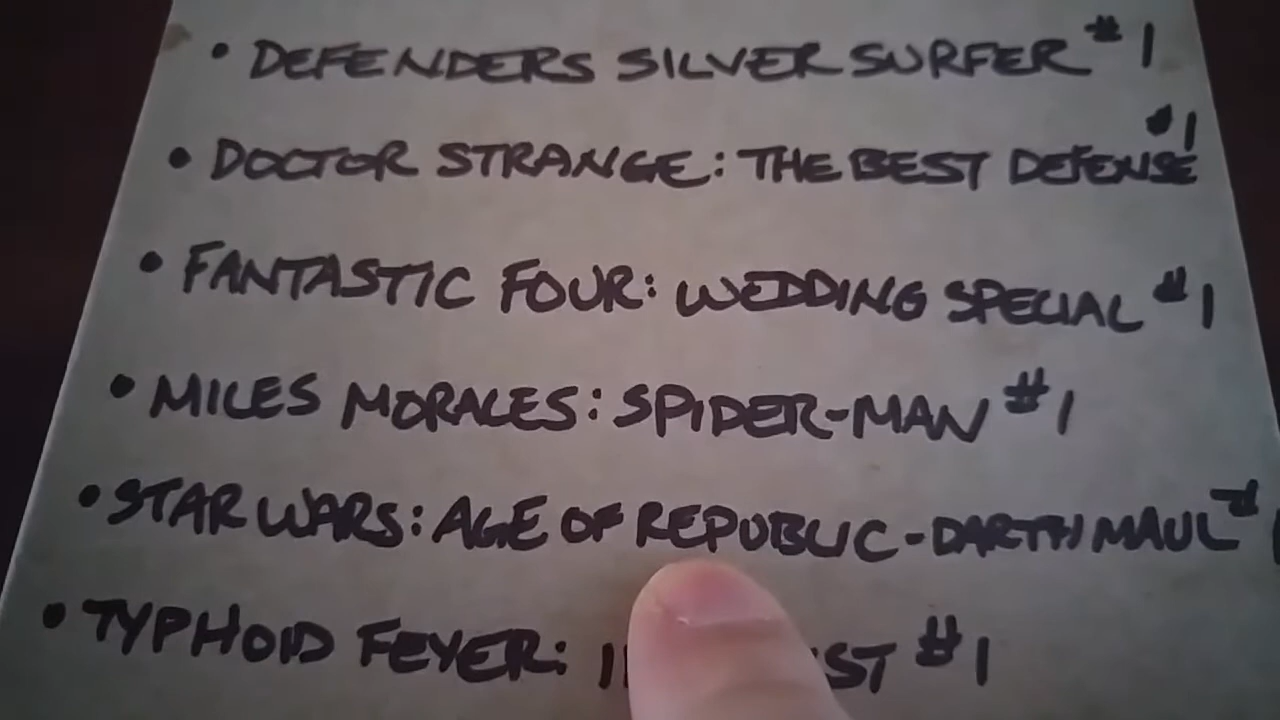 • DEFENDERS SILVER SURFER #1
• DOCTOR STRANGE: THE BEST DEFENSE #1
• FANTASTIC FOUR: WEDDING SPECIAL #1
• MILES MORALES: SPIDER-MAN #1
• STAR WARS: AGE OF REPUBLIC-DARTH MAUL #
• TYPHOID FEVER: #1